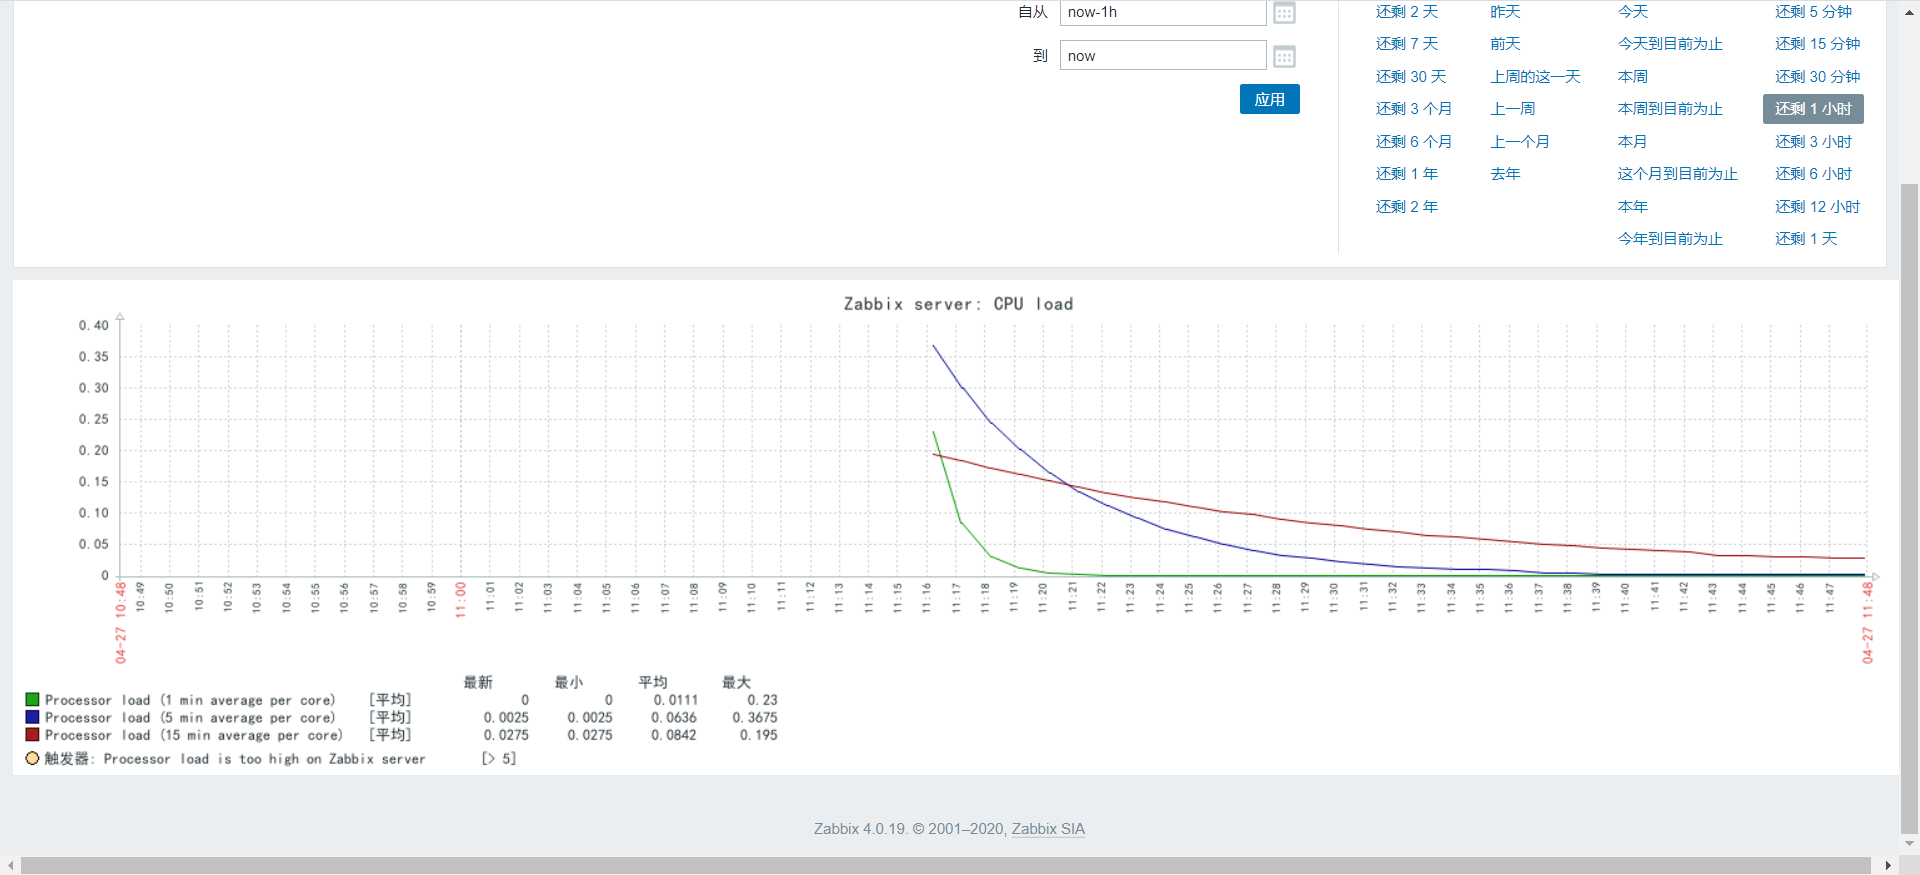 自从 now-1h
到 now
应用
还剩 2 天 昨天 今天 还剩 5 分钟
还剩 7 天 前天 今天到目前为止 还剩 15 分钟
还剩 30 天 上周的这一天 本周 还剩 30 分钟
还剩 3 个月 上一周 本周到目前为止 还剩 1 小时
还剩 6 个月 上一个月 本月 还剩 3 小时
还剩 1 年 去年 这个月到目前为止 还剩 6 小时
还剩 2 年 本年 还剩 12 小时
今年到目前为止 还剩 1 天
Zabbix server: CPU load
0.40
0.35
0.30
0.25
0.20
0.15
0.10
0.05
0
04-27 10:48 10:49 10:50 10:51 10:52 10:53 10:54 10:55 10:56 10:57 10:58 10:59 11:00 11:01 11:02 11:03 11:04 11:05 11:06 11:07 11:08 11:09 11:10 11:11 11:12 11:13 11:14 11:15 11:16 11:17 11:18 11:19 11:20 11:21 11:22 11:23 11:24 11:25 11:26 11:27 11:28 11:29 11:30 11:31 11:32 11:33 11:34 11:35 11:36 11:37 11:38 11:39 11:40 11:41 11:42 11:43 11:44 11:45 11:46 11:47 04-27 11:48
最新 最小 平均 最大
Processor load (1 min average per core) [平均] 0 0 0.0111 0.23
Processor load (5 min average per core) [平均] 0.0025 0.0025 0.0636 0.3675
Processor load (15 min average per core) [平均] 0.0275 0.0275 0.0842 0.195
触发器: Processor load is too high on Zabbix server [> 5]
Zabbix 4.0.19. © 2001–2020, Zabbix SIA